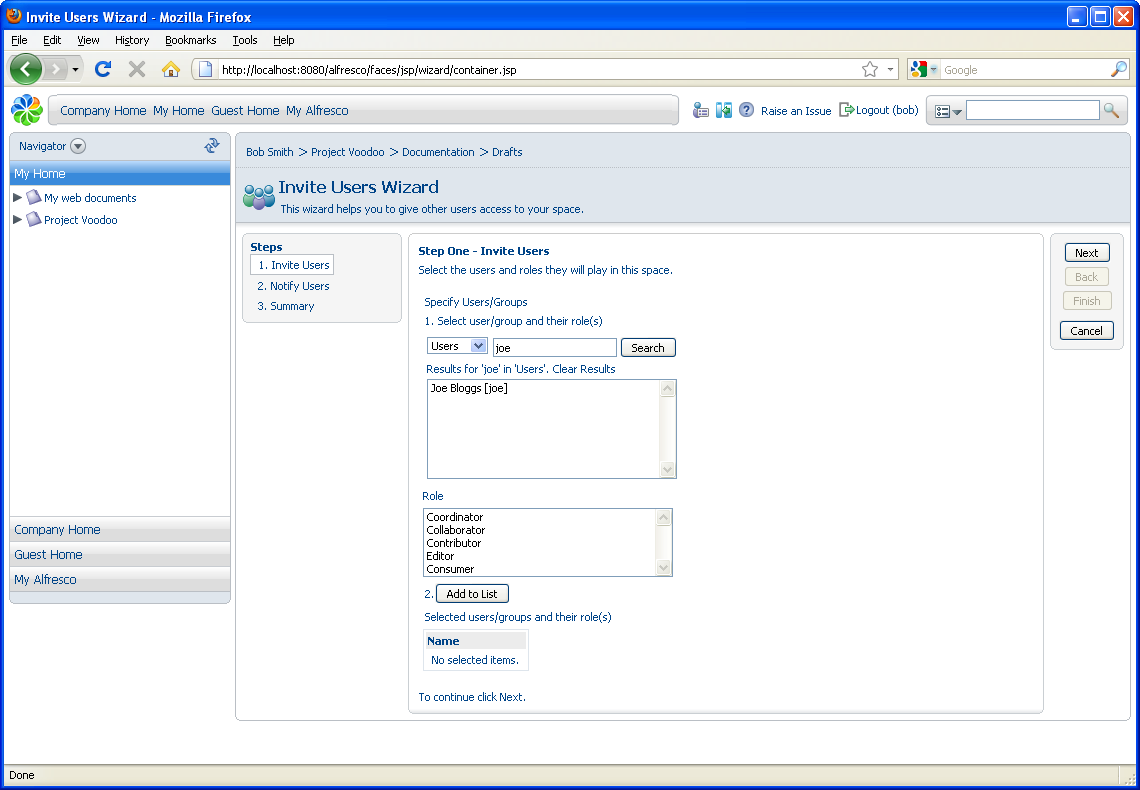 Invite Users Wizard - Mozilla Firefox
File Edit View History Bookmarks Tools Help
http://localhost:8080/alfresco/faces/jsp/wizard/container.jsp
Google
Company Home My Home Guest Home My Alfresco
Raise an Issue
Logout (bob)
Navigator
My Home
My web documents
Project Voodoo
Company Home
Guest Home
My Alfresco
Bob Smith > Project Voodoo > Documentation > Drafts
Invite Users Wizard
This wizard helps you to give other users access to your space.
Steps
1. Invite Users
2. Notify Users
3. Summary
Step One - Invite Users
Select the users and roles they will play in this space.
Specify Users/Groups
1. Select user/group and their role(s)
Users joe Search
Results for 'joe' in 'Users'. Clear Results
Joe Bloggs [joe]
Role
Coordinator
Collaborator
Contributor
Editor
Consumer
2. Add to List
Selected users/groups and their role(s)
Name
No selected items.
To continue click Next.
Next
Back
Finish
Cancel
Done